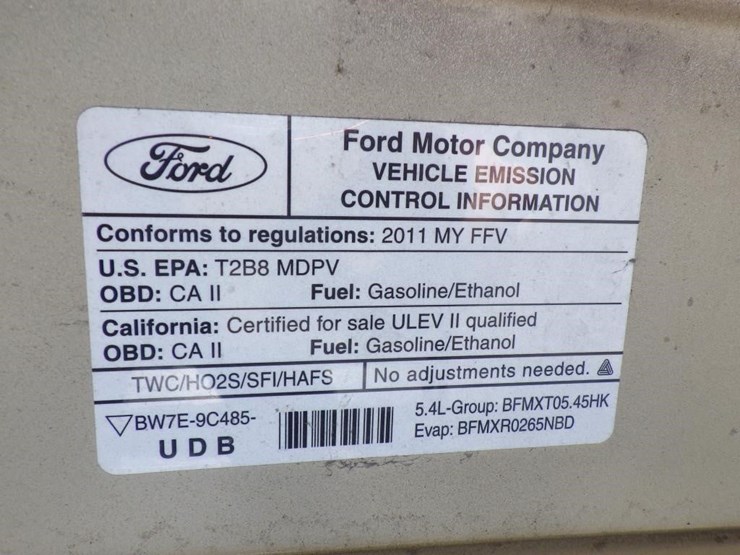 Ford
Ford Motor Company
VEHICLE EMISSION
CONTROL INFORMATION
Conforms to regulations: 2011 MY FFV
U.S. EPA: T2B8 MDPV
OBD: CA II Fuel: Gasoline/Ethanol
California: Certified for sale ULEV II qualified
OBD: CA II Fuel: Gasoline/Ethanol
TWC/HO2S/SFI/HAFS No adjustments needed.
BW7E-9C485-
UDB
5.4L-Group: BFMXT05.45HK
Evap: BFMXR0265NBD